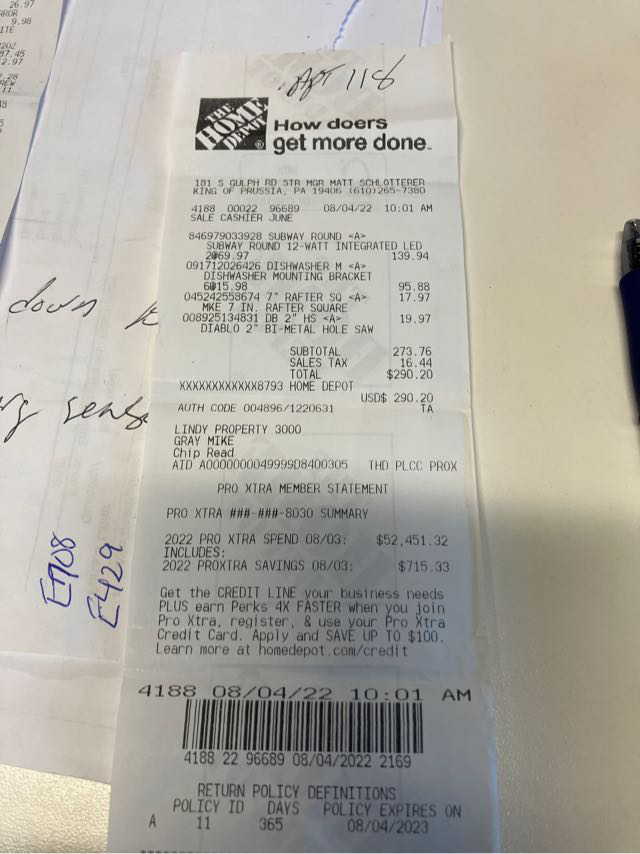 26.97
9.98
Apt 118
THE HOME DEPOT
How doers
get more done.
181 S GULPH RD STR MGR MATT SCHLOTTERER
KING OF PRUSSIA, PA 19406 (610)265-7380
4188 00022 96689 08/04/22 10:01 AM
SALE CASHIER JUNE
846979033928 SUBWAY ROUND <A>
SUBWAY ROUND 12-WATT INTEGRATED LED
2@69.97 139.94
091712026426 DISHWASHER M <A>
DISHWASHER MOUNTING BRACKET
6@15.98 95.88
045242558674 7" RAFTER SQ <A> 17.97
MKE 7 IN. RAFTER SQUARE
008925134831 DB 2" HS <A> 19.97
DIABLO 2" BI-METAL HOLE SAW
SUBTOTAL 273.76
SALES TAX 16.44
TOTAL $290.20
XXXXXXXXXXXX8793 HOME DEPOT
USD$ 290.20
AUTH CODE 004896/1220631 TA
LINDY PROPERTY 3000
GRAY MIKE
Chip Read
AID A0000000049999D8400305 THD PLCC PROX
PRO XTRA MEMBER STATEMENT
PRO XTRA ###-###-8030 SUMMARY
2022 PRO XTRA SPEND 08/03: $52,451.32
INCLUDES:
2022 PROXTRA SAVINGS 08/03: $715.33
Get the CREDIT LINE your business needs
PLUS earn Perks 4X FASTER when you join
Pro Xtra, register, & use your Pro Xtra
Credit Card. Apply and SAVE UP TO $100.
Learn more at homedepot.com/credit
4188 08/04/22 10:01 AM
4188 22 96689 08/04/2022 2169
RETURN POLICY DEFINITIONS
POLICY ID DAYS POLICY EXPIRES ON
A 11 365 08/04/2023
down
E708
E429